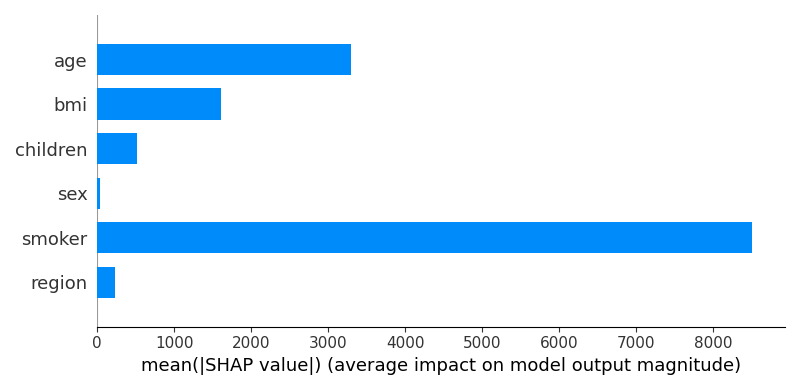 age
bmi
children
sex
smoker
region
0 1000 2000 3000 4000 5000 6000 7000 8000
mean(|SHAP value|) (average impact on model output magnitude)